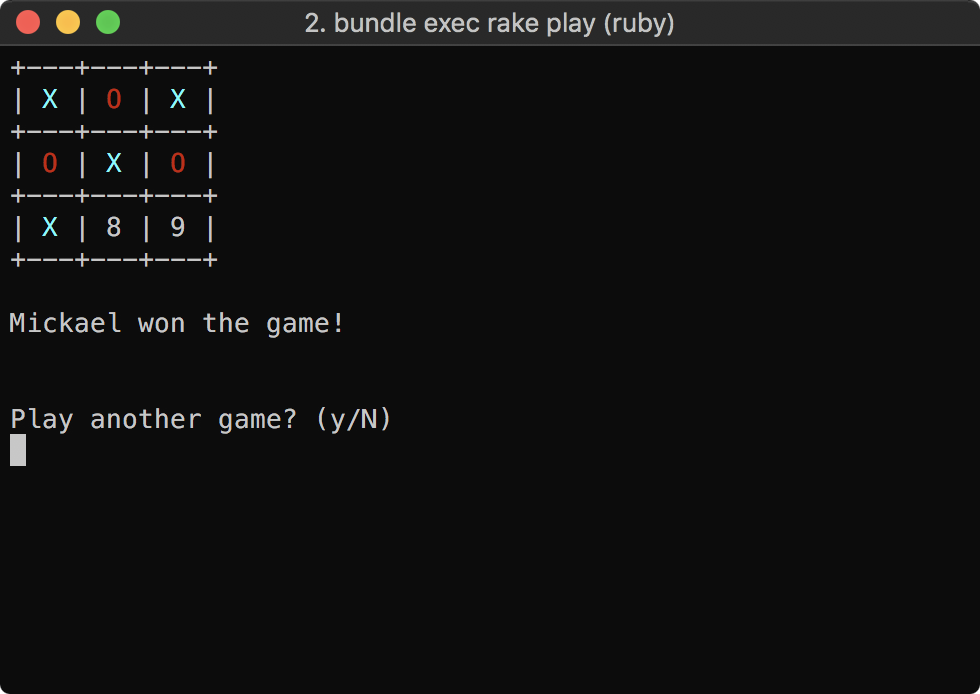 2. bundle exec rake play (ruby)
+---+---+---+
| X | O | X |
+---+---+---+
| O | X | O |
+---+---+---+
| X | 8 | 9 |
+---+---+---+
Mickael won the game!
Play another game? (y/N)